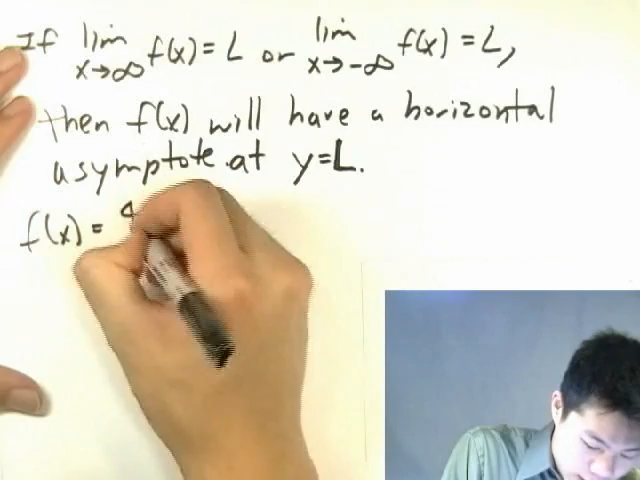 If lim x→∞ f(x) = L or lim x→-∞ f(x) = L,
then f(x) will have a horizontal
asymptote at y=L.
f(x) =